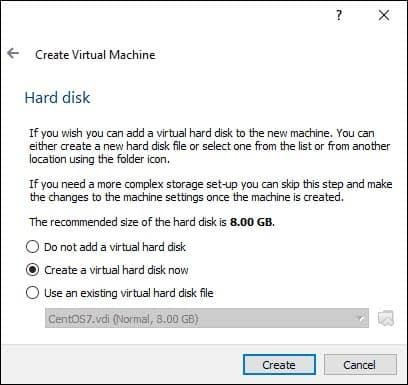 ?
Create Virtual Machine
Hard disk
If you wish you can add a virtual hard disk to the new machine. You can
either create a new hard disk file or select one from the list or from another
location using the folder icon.
If you need a more complex storage set-up you can skip this step and make
the changes to the machine settings once the machine is created.
The recommended size of the hard disk is 8.00 GB.
Do not add a virtual hard disk
Create a virtual hard disk now
Use an existing virtual hard disk file
CentOS7.vdi (Normal, 8.00 GB)
Create Cancel